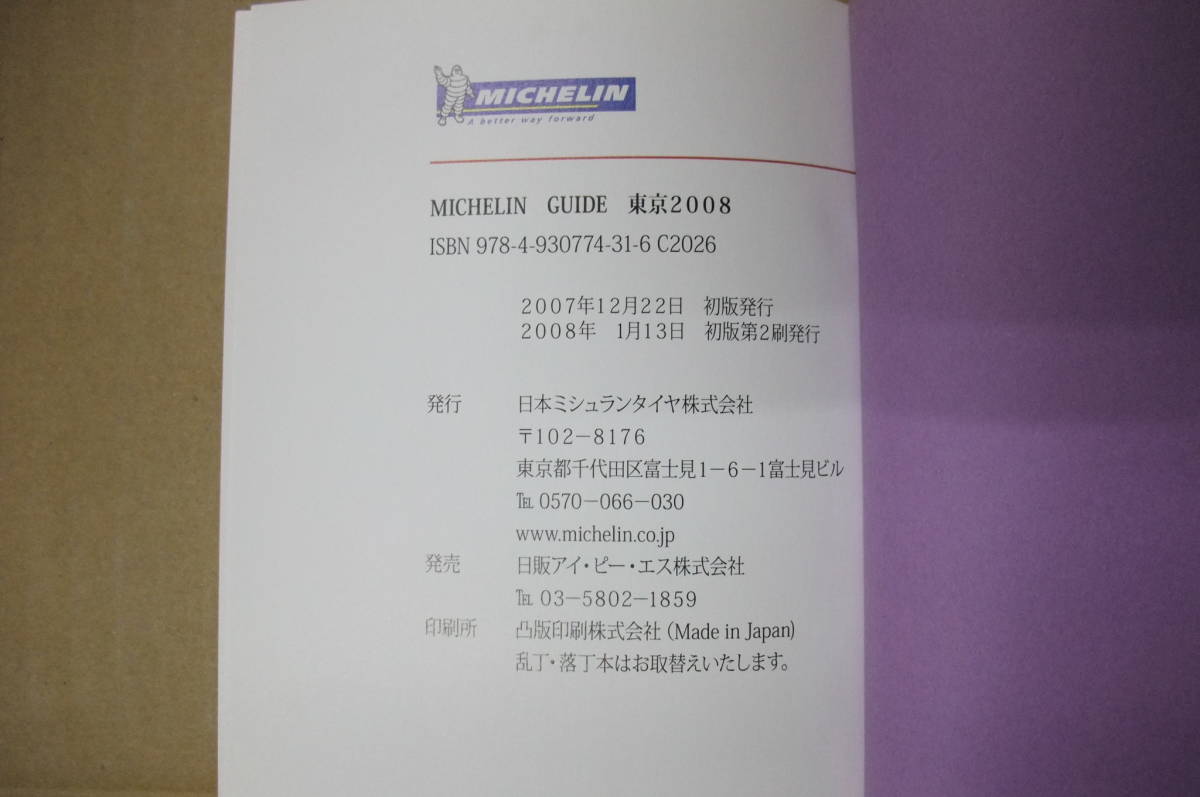 MICHELIN
A better way forward
MICHELIN GUIDE 東京2008
ISBN 978-4-930774-31-6 C2026
2007年12月22日 初版発行
2008年 1月13日 初版第2刷発行
発行 日本ミシュランタイヤ株式会社
〒102－8176
東京都千代田区富士見1－6－1富士見ビル
℡ 0570－066－030
www.michelin.co.jp
発売 日販アイ・ピー・エス株式会社
℡ 03－5802－1859
印刷所 凸版印刷株式会社 (Made in Japan)
乱丁・落丁本はお取替えいたします。